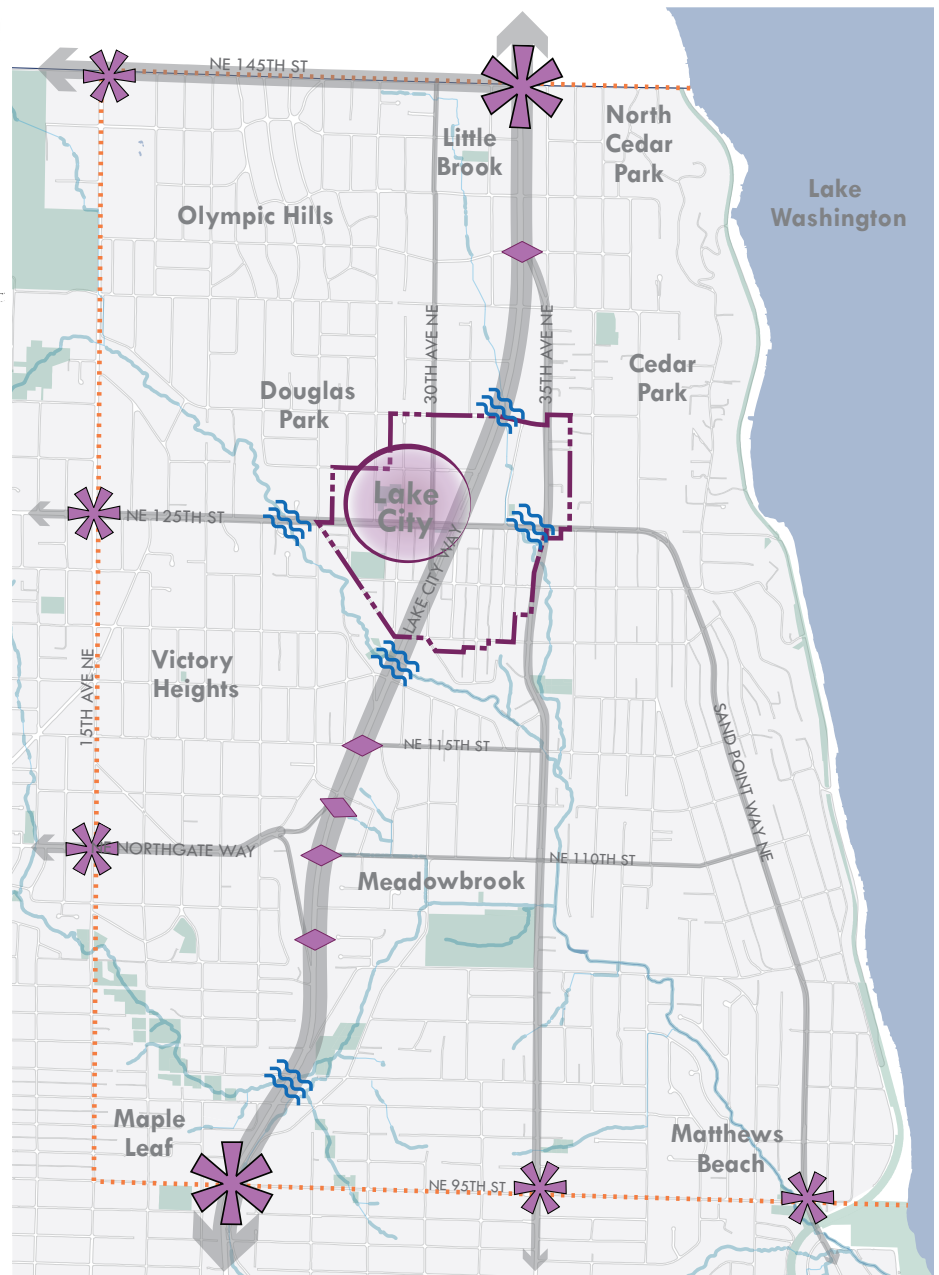 NE 145TH ST
North
Cedar
Park
Little
Brook
Lake
Washington
Olympic Hills
30TH AVE NE
35TH AVE NE
Cedar
Park
Douglas
Park
Lake
City
NE 125TH ST
LAKE CITY WAY
Victory
Heights
15TH AVE NE
SAND POINT WAY NE
NE 115TH ST
NORTHGATE WAY
NE 110TH ST
Meadowbrook
Maple
Leaf
Matthews
Beach
NE 95TH ST